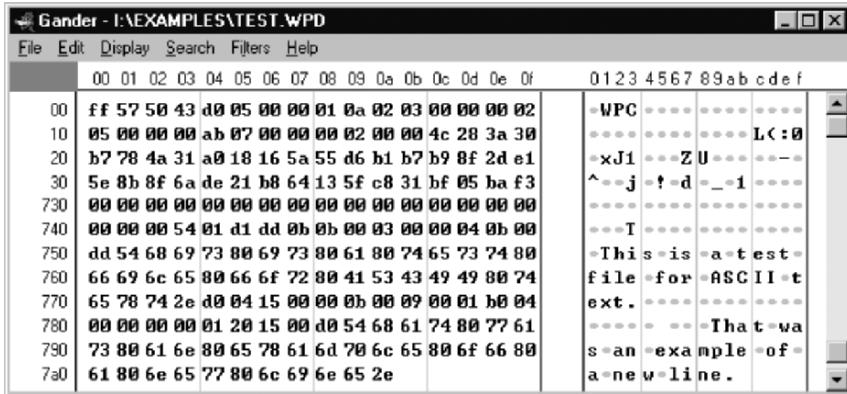 Gander - I:\EXAMPLES\TEST.WPD
File Edit Display Search Filters Help
00 01 02 03 04 05 06 07 08 09 0a 0b 0c 0d 0e 0f 0123456789abcdef
00 ff 57 50 43 d0 05 00 00 01 0a 02 03 00 00 00 02 •WPC••••••••••••
10 05 00 00 00 ab 07 00 00 00 02 00 00 4c 28 3a 30 ••••••••••••L(:0
20 b7 78 4a 31 a0 18 16 5a 55 d6 b1 b7 b9 8f 2d e1 •xJ1•••ZU•••••-•
30 5e 8b 8f 6a de 21 b8 64 13 5f c8 31 bf 05 ba f3 ^••j•!•d•_•1••••
730 00 00 00 00 00 00 00 00 00 00 00 00 00 00 00 00 ••••••••••••••••
740 00 00 00 54 01 d1 dd 0b 0b 00 03 00 00 04 0b 00 •••T••••••••••••
750 dd 54 68 69 73 80 69 73 80 61 80 74 65 73 74 80 •This•is•a•test•
760 66 69 6c 65 80 66 6f 72 80 41 53 43 49 49 80 74 file•for•ASCII•t
770 65 78 74 2e d0 04 15 00 00 0b 00 09 00 01 b0 04 ext.••••••••••••
780 00 00 00 00 01 20 15 00 d0 54 68 61 74 80 77 61 ••••• •••That•wa
790 73 80 61 6e 80 65 78 61 6d 70 6c 65 80 6f 66 80 s•an•example•of•
7a0 61 80 6e 65 77 80 6c 69 6e 65 2e a•new•line.